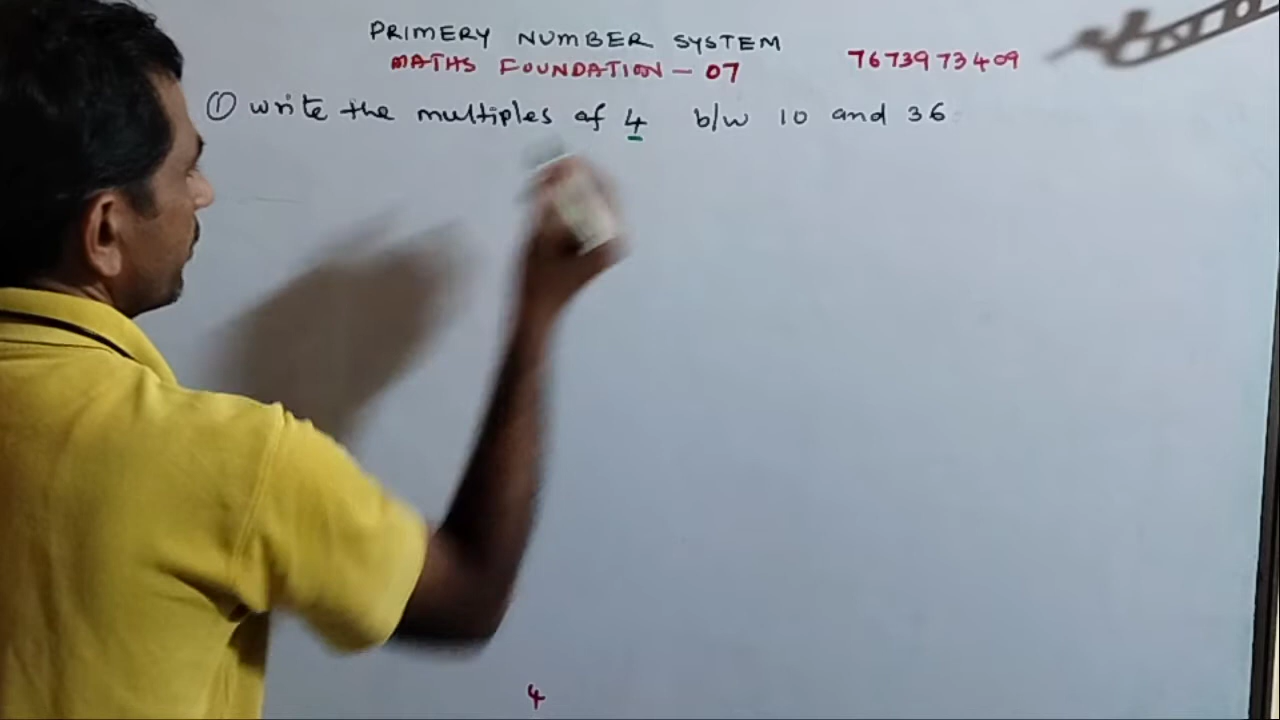 PRIMERY NUMBER SYSTEM
MATHS FOUNDATION - 07
7673973409
① write the multiples of 4 b/w 10 and 36
4